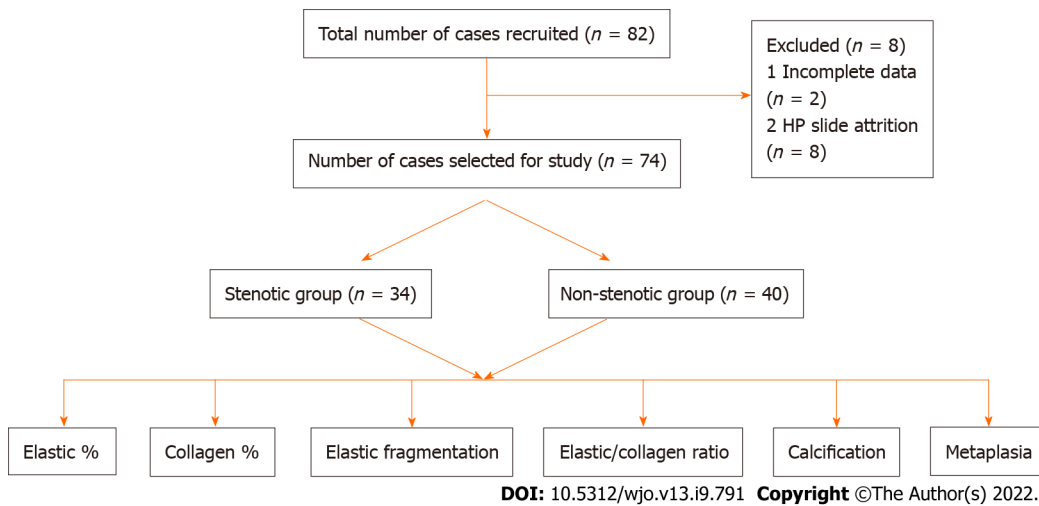 Total number of cases recruited (n = 82)
Excluded (n = 8)
1 Incomplete data
(n = 2)
2 HP slide attrition
(n = 8)
Number of cases selected for study (n = 74)
Stenotic group (n = 34)
Non-stenotic group (n = 40)
Elastic %
Collagen %
Elastic fragmentation
Elastic/collagen ratio
Calcification
Metaplasia
DOI: 10.5312/wjo.v13.i9.791 Copyright ©The Author(s) 2022.